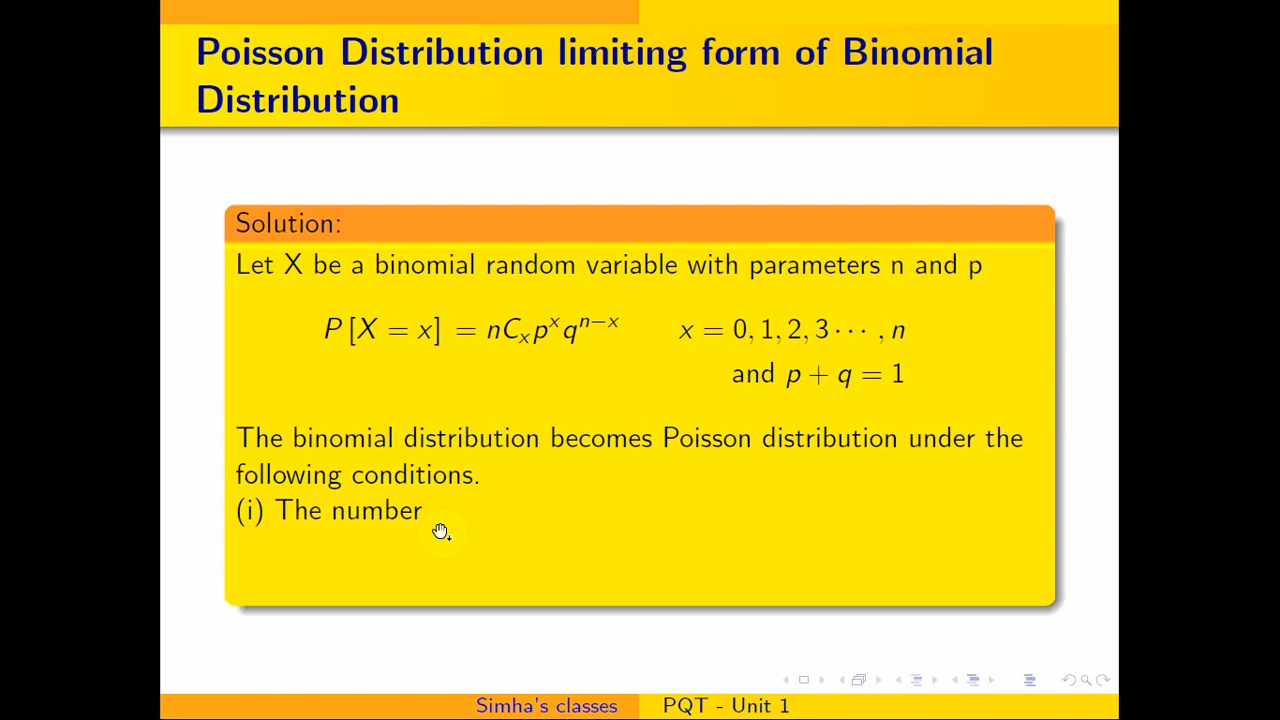 Poisson Distribution limiting form of Binomial
Distribution
Solution:
Let X be a binomial random variable with parameters n and p
P [X = x] = nCₓpˣqⁿ⁻ˣ x = 0, 1, 2, 3 ⋯ , n
and p + q = 1
The binomial distribution becomes Poisson distribution under the
following conditions.
(i) The number
Simha's classes PQT - Unit 1